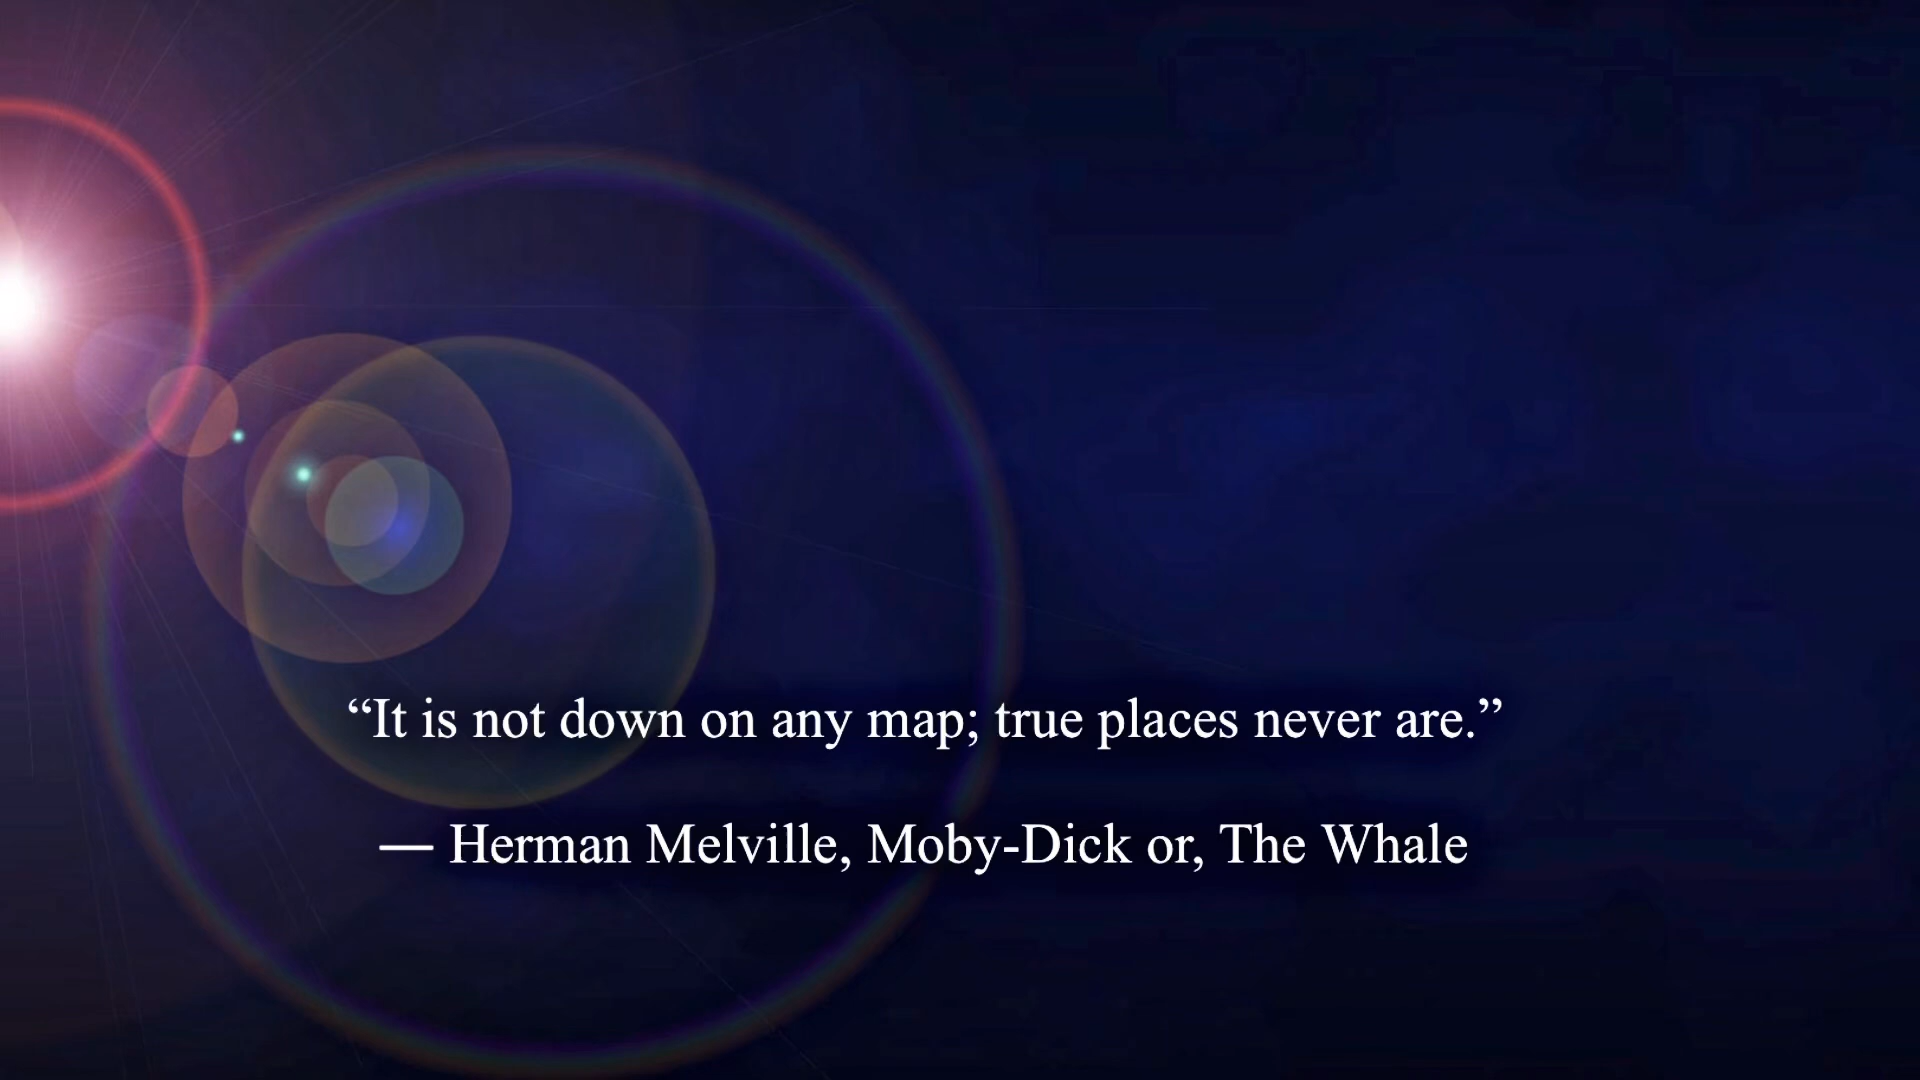 “It is not down on any map; true places never are.”
— Herman Melville, Moby-Dick or, The Whale